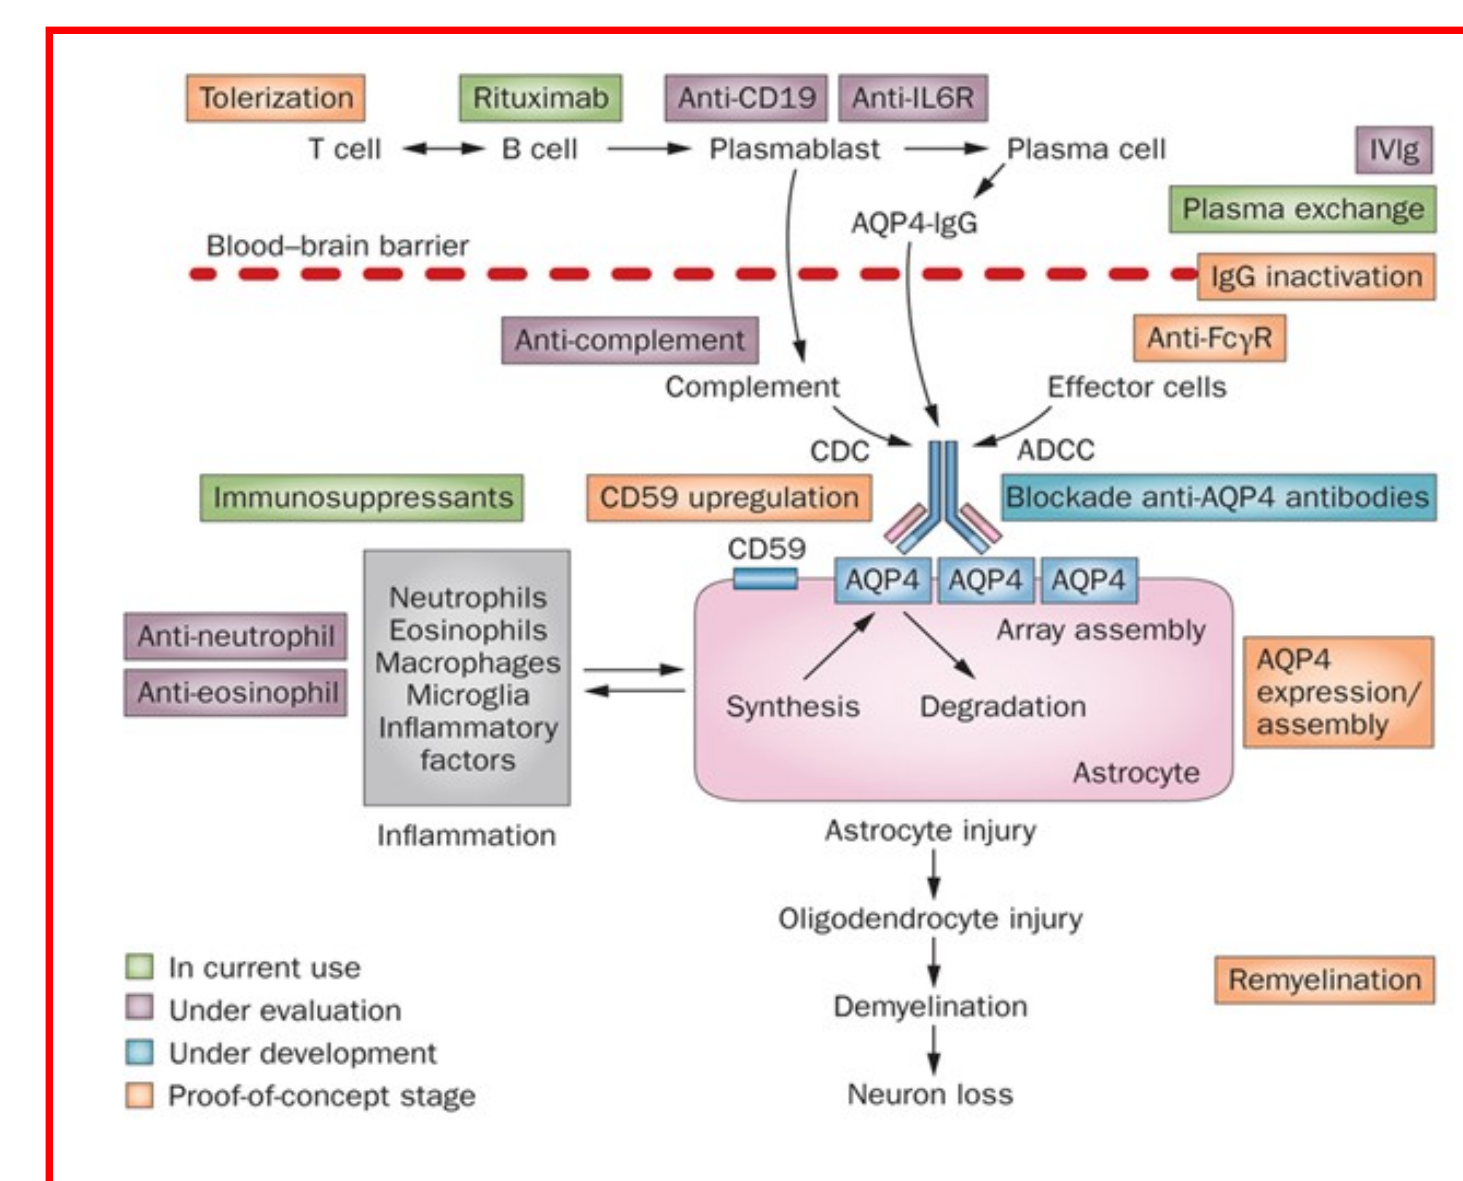 Tolerization
Rituximab
Anti-CD19
Anti-IL6R
T cell
B cell
Plasmablast
Plasma cell
IVIg
Plasma exchange
AQP4-IgG
Blood–brain barrier
IgG inactivation
Anti-complement
Anti-FcγR
Complement
Effector cells
CDC
ADCC
Immunosuppressants
CD59 upregulation
Blockade anti-AQP4 antibodies
CD59
AQP4
AQP4
AQP4
Neutrophils
Eosinophils
Macrophages
Microglia
Inflammatory
factors
Anti-neutrophil
Anti-eosinophil
Array assembly
Synthesis
Degradation
Astrocyte
AQP4
expression/
assembly
Inflammation
Astrocyte injury
Oligodendrocyte injury
Demyelination
Neuron loss
Remyelination
In current use
Under evaluation
Under development
Proof-of-concept stage